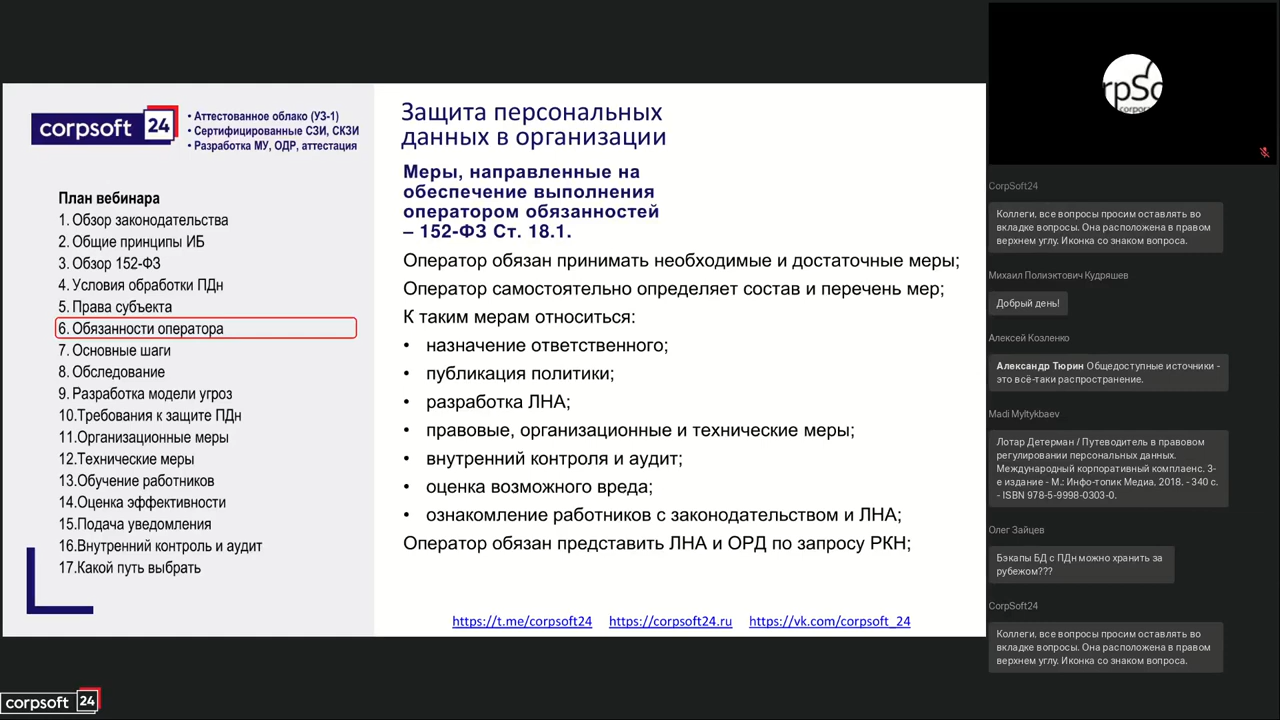 corpsoft 24
• Аттестованное облако (УЗ-1)
• Сертифицированные СЗИ, СКЗИ
• Разработка МУ, ОДР, аттестация
План вебинара
1. Обзор законодательства
2. Общие принципы ИБ
3. Обзор 152-ФЗ
4. Условия обработки ПДн
5. Права субъекта
6. Обязанности оператора
7. Основные шаги
8. Обследование
9. Разработка модели угроз
10.Требования к защите ПДн
11.Организационные меры
12.Технические меры
13.Обучение работников
14.Оценка эффективности
15.Подача уведомления
16.Внутренний контроль и аудит
17.Какой путь выбрать
Защита персональных
данных в организации
Меры, направленные на
обеспечение выполнения
оператором обязанностей
– 152-ФЗ Ст. 18.1.
Оператор обязан принимать необходимые и достаточные меры;
Оператор самостоятельно определяет состав и перечень мер;
К таким мерам относиться:
• назначение ответственного;
• публикация политики;
• разработка ЛНА;
• правовые, организационные и технические меры;
• внутренний контроля и аудит;
• оценка возможного вреда;
• ознакомление работников с законодательством и ЛНА;
Оператор обязан представить ЛНА и ОРД по запросу РКН;
https://t.me/corpsoft24 https://corpsoft24.ru https://vk.com/corpsoft_24
corpsoft 24
CorpSoft24
Коллеги, все вопросы просим оставлять во
вкладке вопросы. Она расположена в правом
верхнем углу. Иконка со знаком вопроса.
Михаил Полиэктович Кудряшев
Добрый день!
Алексей Козленко
Александр Тюрин Общедоступные источники -
это всё-таки распространение.
Madi Myltykbaev
Лотар Детерман / Путеводитель в правовом
регулировании персональных данных.
Международный корпоративный комплаенс. 3-
е издание - М.: Инфо-топик Медиа, 2018. - 340 с.
- ISBN 978-5-9998-0303-0.
Олег Зайцев
Бэкапы БД с ПДн можно хранить за
рубежом???
CorpSoft24
Коллеги, все вопросы просим оставлять во
вкладке вопросы. Она расположена в правом
верхнем углу. Иконка со знаком вопроса.